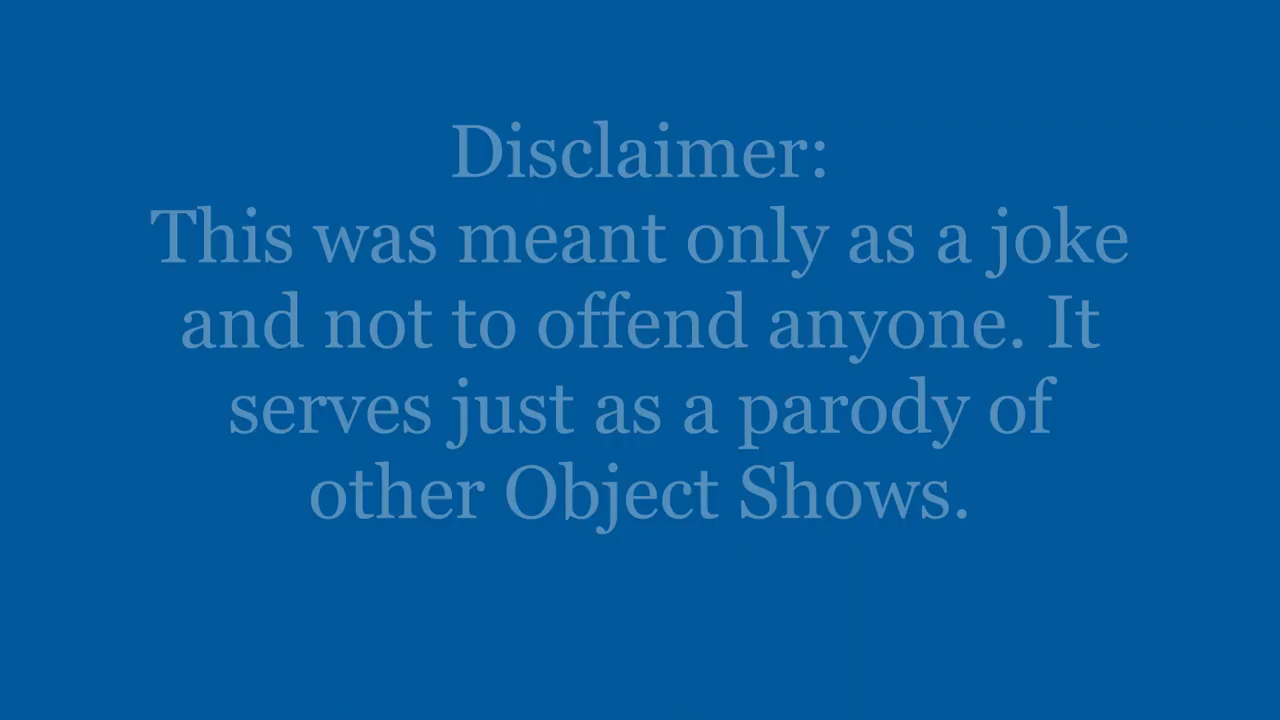 Disclaimer:
This was meant only as a joke
and not to offend anyone. It
serves just as a parody of
other Object Shows.